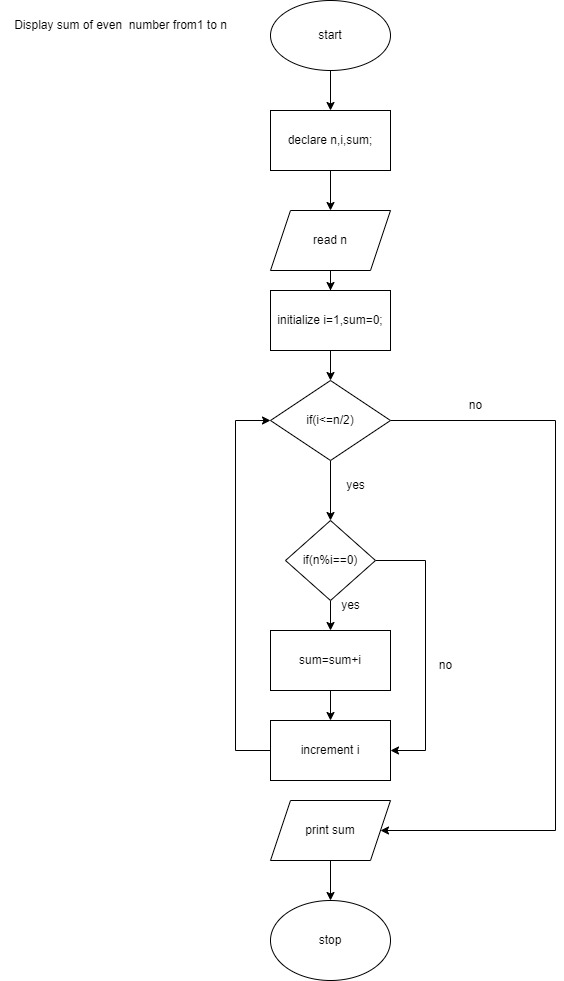 Display sum of even  number from1 to n
start
declare n,i,sum;
read n
initialize i=1,sum=0;
if(i<=n/2)
no
yes
if(n%i==0)
yes
sum=sum+i
no
increment i
print sum
stop